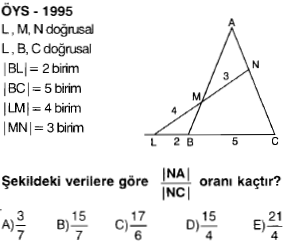 ÖYS - 1995
L , M, N doğrusal
L , B, C doğrusal
|BL| = 2 birim
|BC| = 5 birim
|LM| = 4 birim
|MN| = 3 birim
A
N
3
M
4
L 2 B 5 C
Şekildeki verilere göre |NA| / |NC| oranı kaçtır?
A) 3/7 B) 15/7 C) 17/6 D) 15/4 E) 21/4